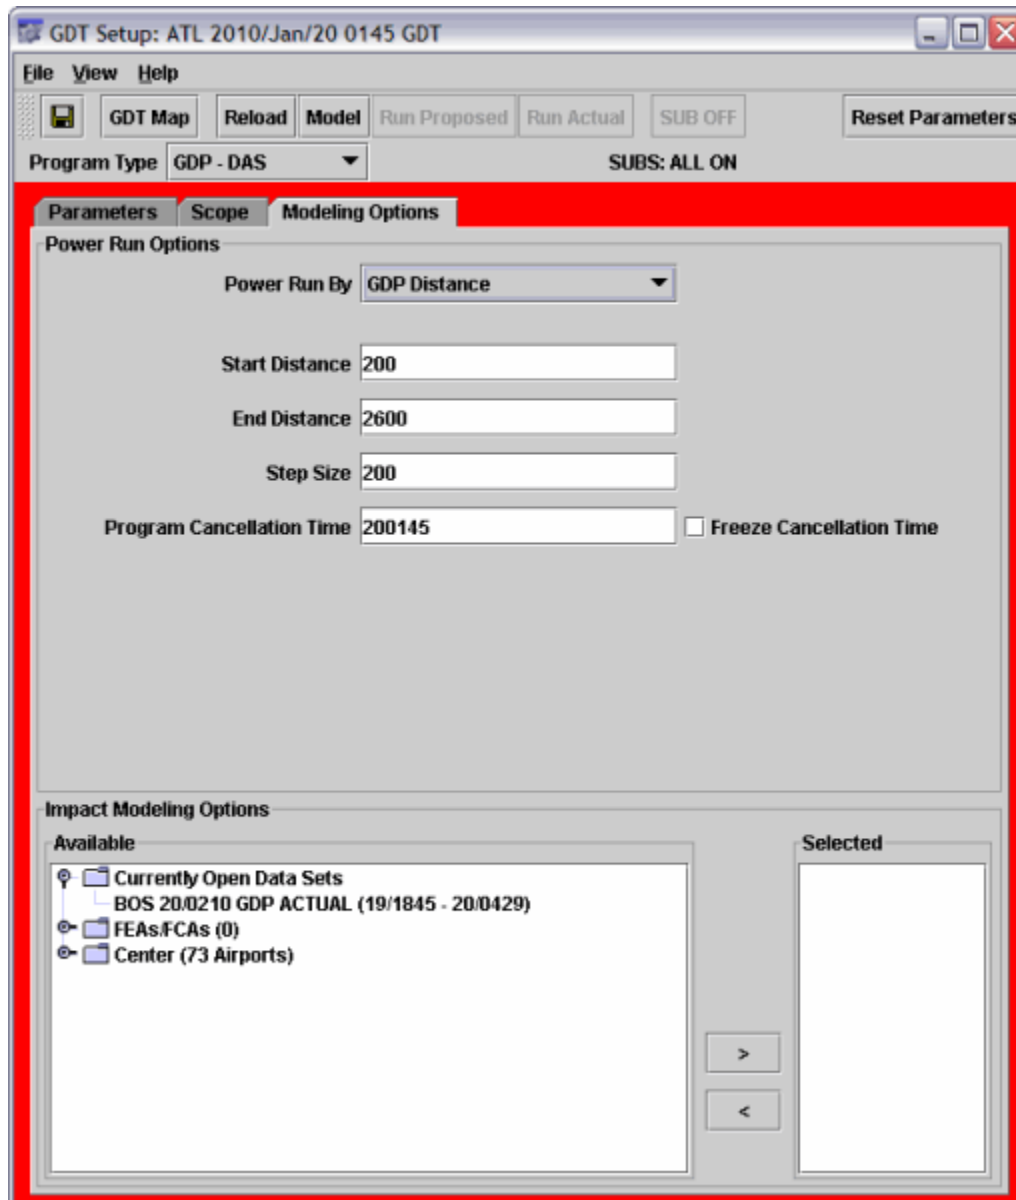 GDT Setup: ATL 2010/Jan/20 0145 GDT
File View Help
GDT Map Reload Model Run Proposed Run Actual SUB OFF Reset Parameters
Program Type GDP - DAS SUBS: ALL ON
Parameters Scope Modeling Options
Power Run Options
Power Run By GDP Distance
Start Distance 200
End Distance 2600
Step Size 200
Program Cancellation Time 200145 Freeze Cancellation Time
Impact Modeling Options
Available Selected
Currently Open Data Sets
BOS 20/0210 GDP ACTUAL (19/1845 - 20/0429)
FEAs/FCAs (0)
Center (73 Airports)
>
<